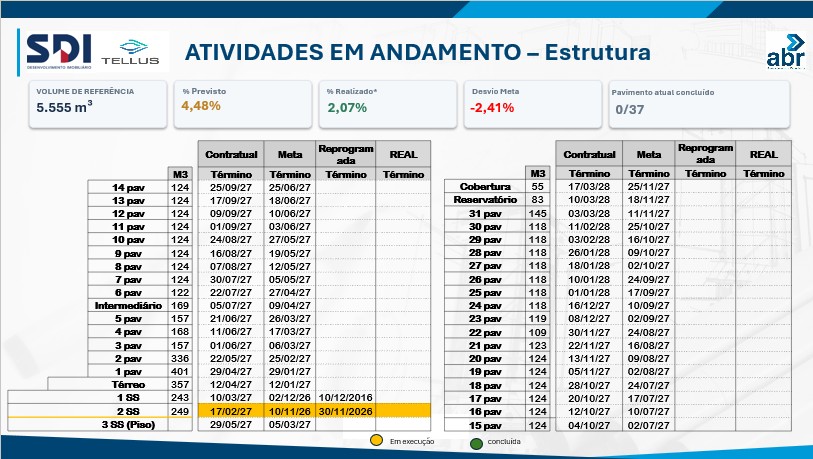 SDI
DESENVOLVIMENTO IMOBILIÁRIO
TELLUS
ATIVIDADES EM ANDAMENTO – Estrutura
abr
VOLUME DE REFERÊNCIA
5.555 m³
% Previsto
4,48%
% Realizado*
2,07%
Desvio Meta
-2,41%
Pavimento atual concluído
0/37
Contratual Meta Reprogramada REAL
M3 Término Término Término Término
14 pav 124 25/09/27 25/06/27
13 pav 124 17/09/27 18/06/27
12 pav 124 09/09/27 10/06/27
11 pav 124 01/09/27 03/06/27
10 pav 124 24/08/27 27/05/27
9 pav 124 16/08/27 19/05/27
8 pav 124 07/08/27 12/05/27
7 pav 124 30/07/27 05/05/27
6 pav 122 22/07/27 27/04/27
Intermediário 169 05/07/27 09/04/27
5 pav 157 21/06/27 26/03/27
4 pav 168 11/06/27 17/03/27
3 pav 157 01/06/27 06/03/27
2 pav 336 22/05/27 25/02/27
1 pav 401 29/04/27 29/01/27
Térreo 357 12/04/27 12/01/27
1 SS 243 10/03/27 02/12/26 10/12/2016
2 SS 249 17/02/27 10/11/26 30/11/2026
3 SS (Piso) 29/05/27 05/03/27
Contratual Meta Reprogramada REAL
M3 Término Término Término Término
Cobertura 55 17/03/28 25/11/27
Reservatório 83 10/03/28 18/11/27
31 pav 145 03/03/28 11/11/27
30 pav 118 11/02/28 25/10/27
29 pav 118 03/02/28 16/10/27
28 pav 118 26/01/28 09/10/27
27 pav 118 18/01/28 02/10/27
26 pav 118 10/01/28 24/09/27
25 pav 118 01/01/28 17/09/27
24 pav 118 16/12/27 10/09/27
23 pav 119 08/12/27 02/09/27
22 pav 109 30/11/27 24/08/27
21 pav 123 22/11/27 16/08/27
20 pav 124 13/11/27 09/08/27
19 pav 124 05/11/27 02/08/27
18 pav 124 28/10/27 24/07/27
17 pav 124 20/10/27 17/07/27
16 pav 124 12/10/27 10/07/27
15 pav 124 04/10/27 02/07/27
Em execução
concluída